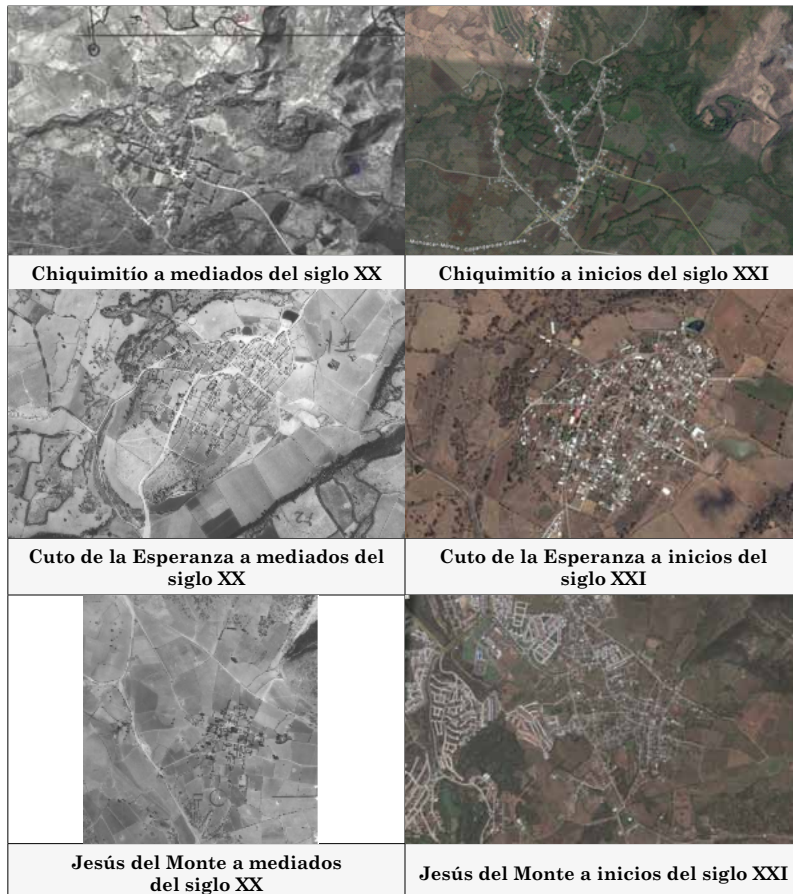 Chiquimitío a mediados del siglo XX
Chiquimitío a inicios del siglo XXI
Cuto de la Esperanza a mediados del
siglo XX
Cuto de la Esperanza a inicios del
siglo XXI
Jesús del Monte a mediados
del siglo XX
Jesús del Monte a inicios del siglo XXI